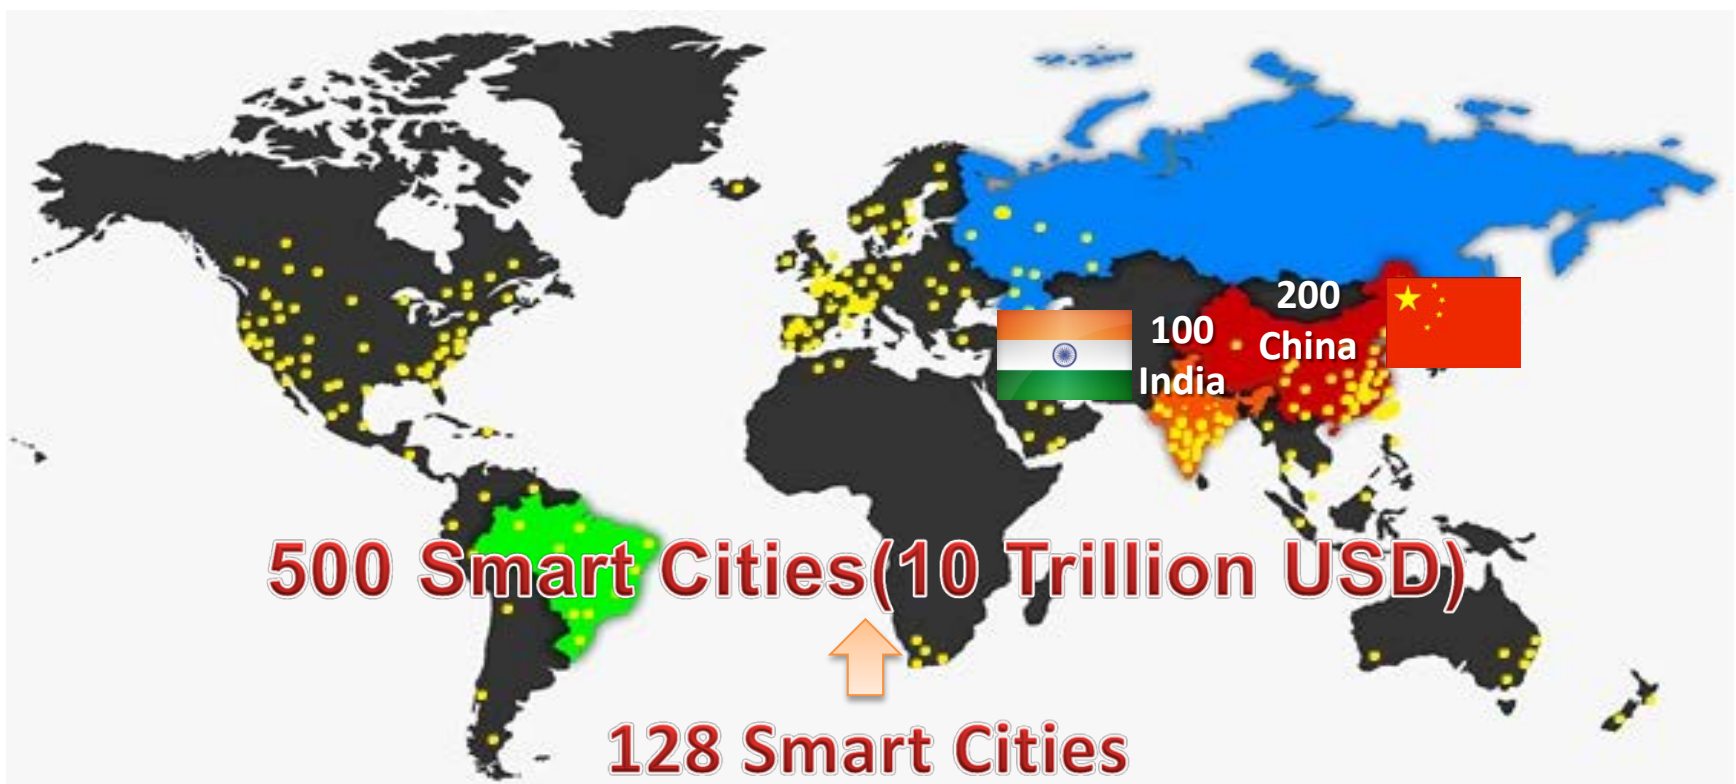 200
China
100
India
500 Smart Cities(10 Trillion USD)
128 Smart Cities